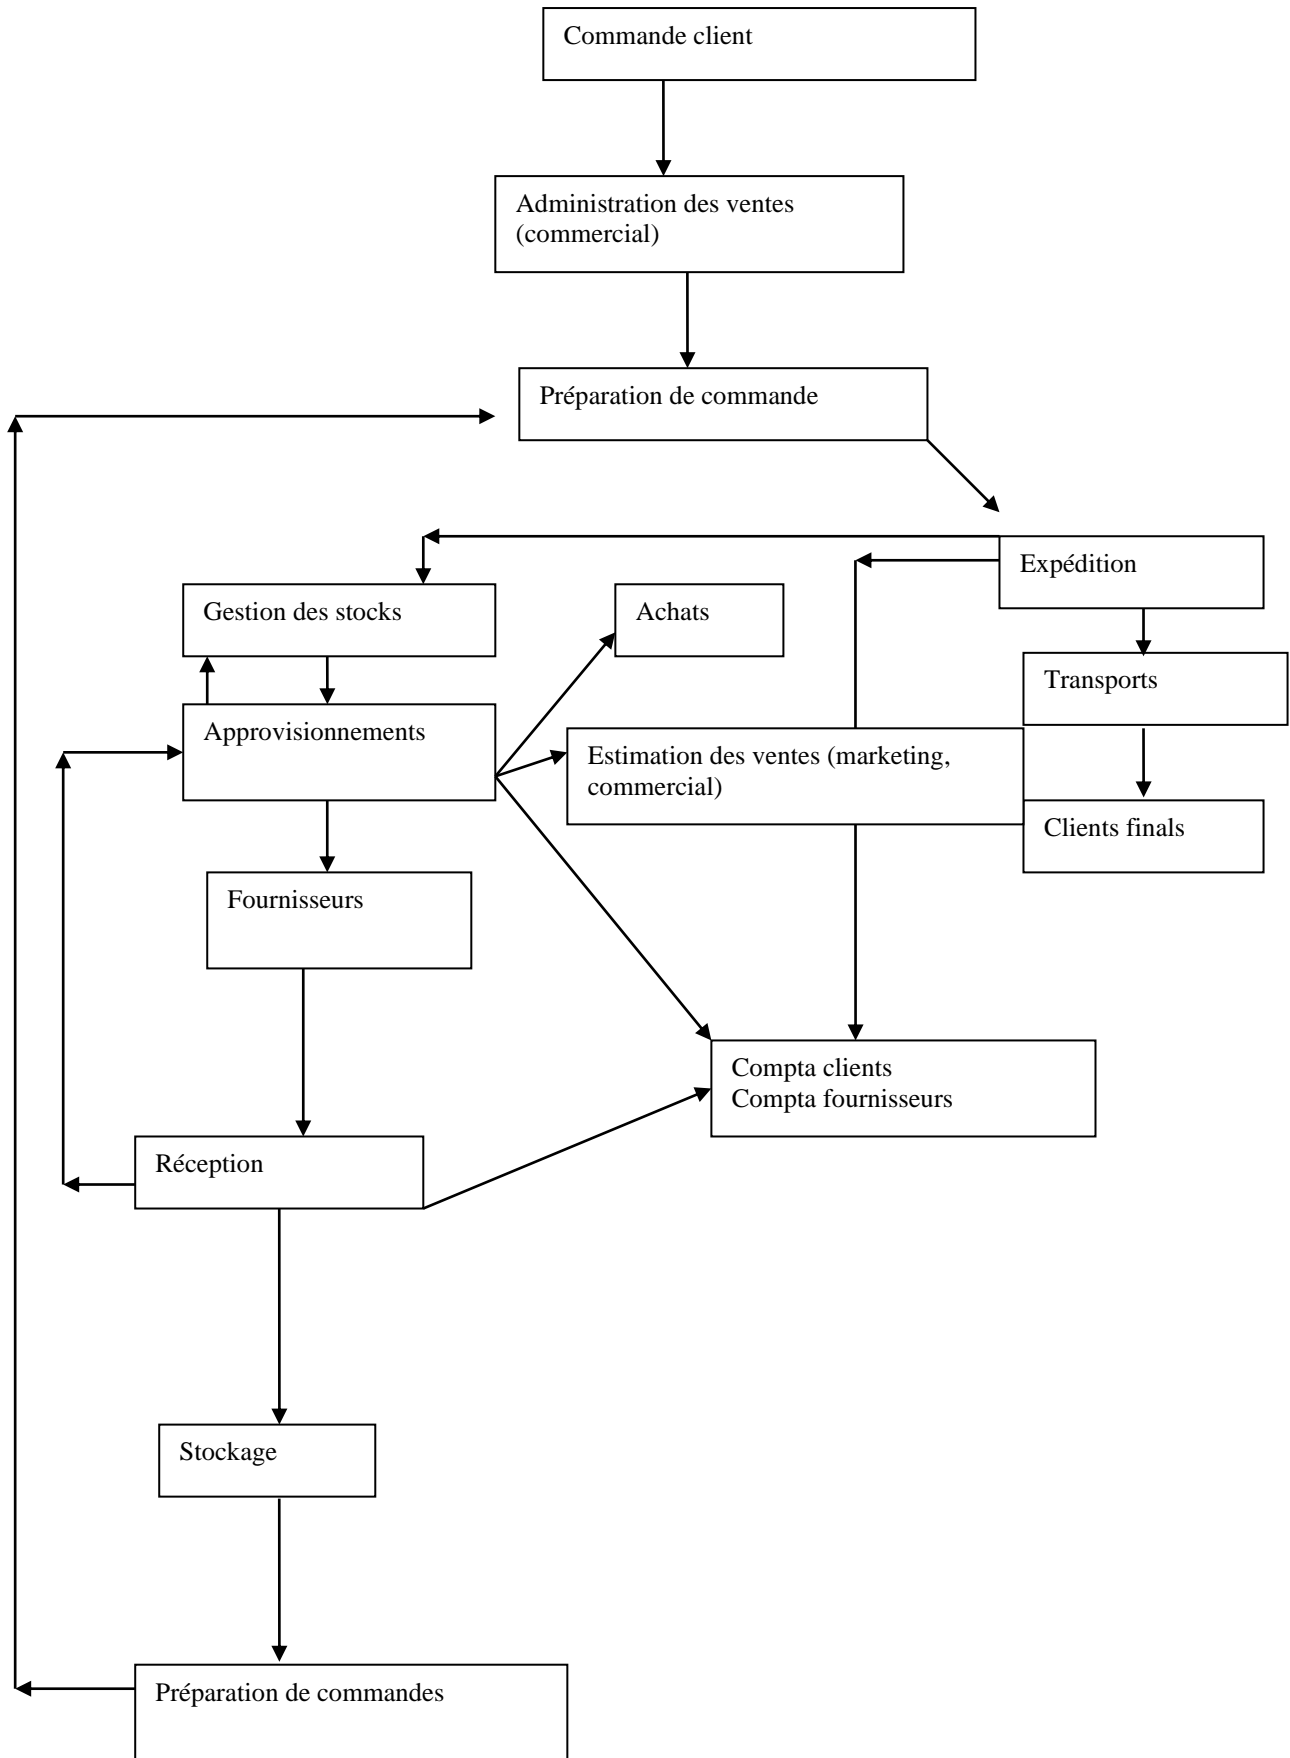 Commande client
Administration des ventes
(commercial)
Préparation de commande
Expédition
Gestion des stocks
Achats
Transports
Approvisionnements
Estimation des ventes (marketing,
commercial)
Clients finals
Fournisseurs
Compta clients
Compta fournisseurs
Réception
Stockage
Préparation de commandes